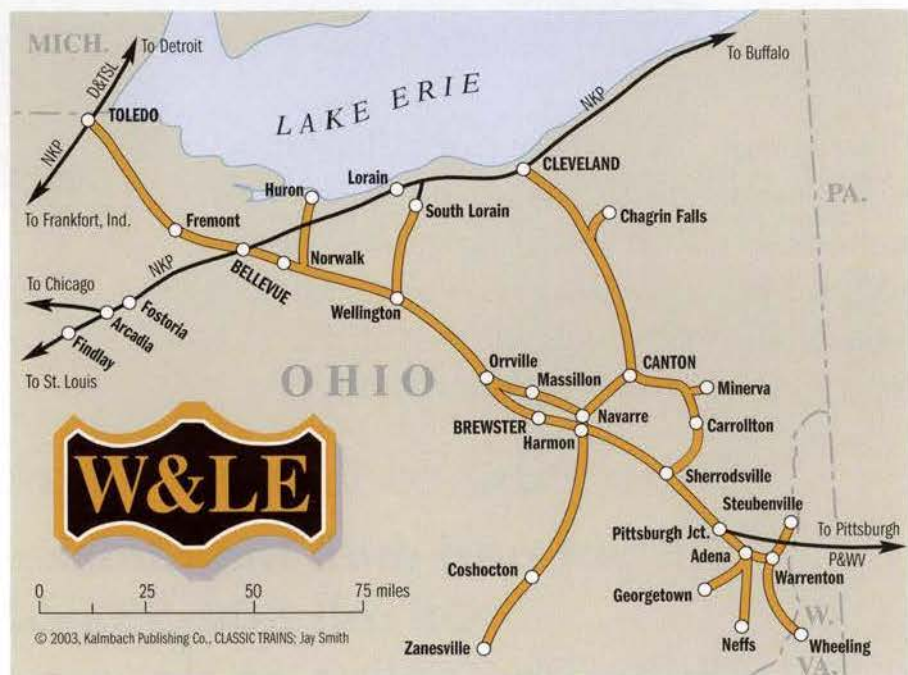 MICH.
To Detroit
D&TSL
TOLEDO
NKP
To Frankfort, Ind.
LAKE ERIE
NKP
To Buffalo
CLEVELAND
PA.
Lorain
Huron
South Lorain
Chagrin Falls
Fremont
Norwalk
BELLEVUE
NKP
To Chicago
Fostoria
Arcadia
Findlay
To St. Louis
Wellington
OHIO
Orrville
Massillon
CANTON
Minerva
BREWSTER
Navarre
Harmon
Carrollton
W&LE
Sherrodsville
Steubenville
Pittsburgh Jct.
To Pittsburgh
P&WV
Adena
Warrenton
Coshocton
Georgetown
0 25 50 75 miles
© 2003, Kalmbach Publishing Co., CLASSIC TRAINS; Jay Smith
Zanesville
Neffs
Wheeling
W.
VA.